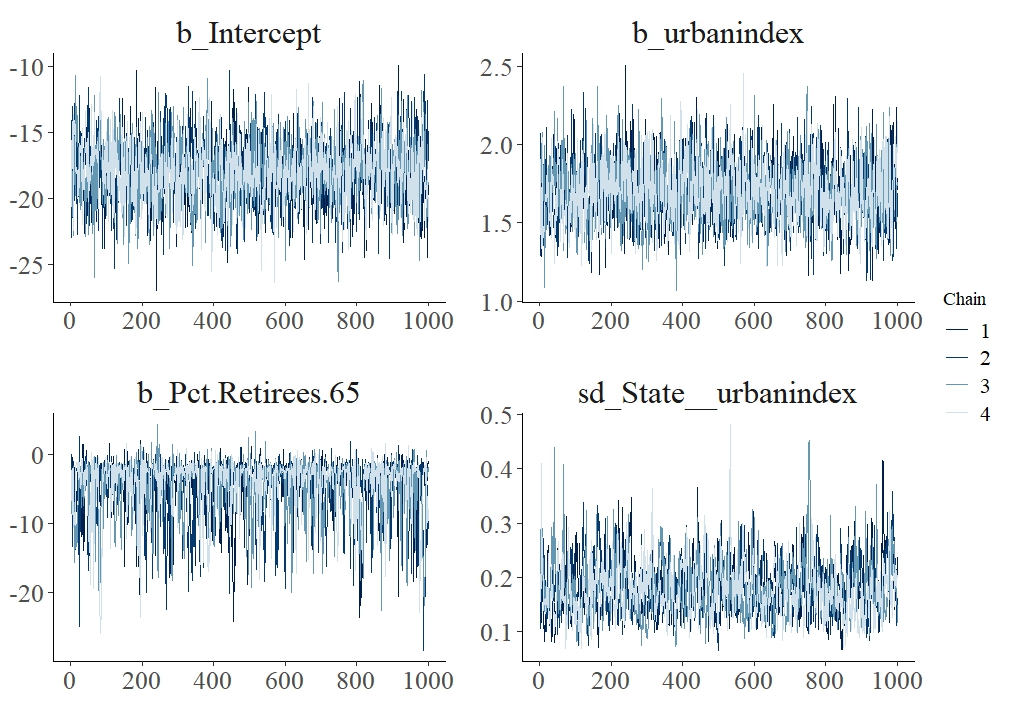 b_Intercept
-10
-15
-20
-25
0 200 400 600 800 1000
b_urbanindex
2.5
2.0
1.5
1.0
0 200 400 600 800 1000
b_Pct.Retirees.65
0
-10
-20
0 200 400 600 800 1000
sd_State__urbanindex
0.5
0.4
0.3
0.2
0.1
0 200 400 600 800 1000
Chain
1
2
3
4